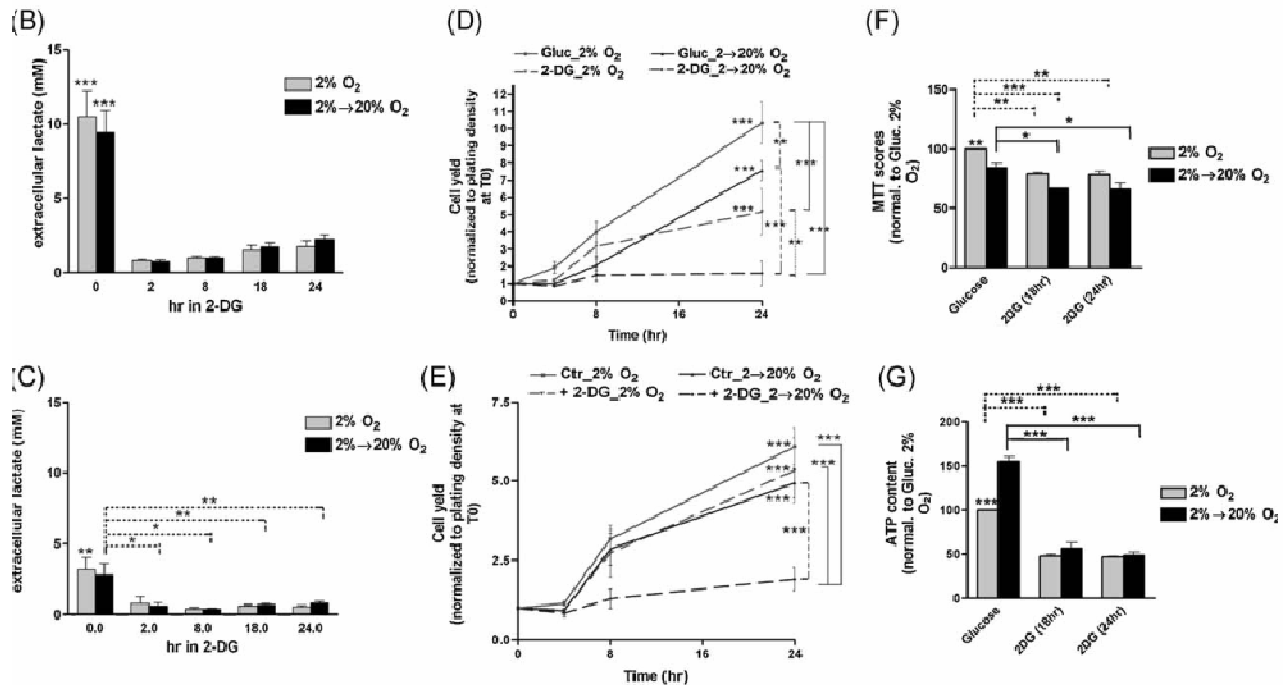 (B)
extracellular lactate (mM)
15
10
5
0
***
***
2% O2
2%→20% O2
0 2 8 18 24
hr in 2-DG
(C)
extracellular lactate (mM)
15
10
5
0
2% O2
2%→20% O2
**
**
*
*
**
0.0 2.0 8.0 18.0 24.0
hr in 2-DG
(D)
Gluc_2% O2
Gluc_2→20% O2
2-DG_2% O2
2-DG_2→20% O2
Cell yeld
(normalized to plating density
at T0)
12
11
10
9
8
7
6
5
4
3
2
1
0
***
***
***
**
***
***
**
***
0 8 16 24
Time (hr)
(E)
Ctr_2% O2
Ctr_2→20% O2
+ 2-DG_2% O2
+ 2-DG_2→20% O2
Cell yeld
(normalized to plating density at
T0)
7.5
5.0
2.5
0.0
***
***
***
***
***
***
0 8 16 24
Time (hr)
(F)
MTT scores
(normal. to Gluc. 2%
O2)
150
100
50
0
**
***
**
*
*
**
2% O2
2%→20% O2
Glucose
2DG (18hr)
2DG (24hr)
(G)
ATP content
(normal. to Gluc. 2%
O2)
200
150
100
50
0
***
***
***
***
***
2% O2
2%→20% O2
Glucose
2DG (18hr)
2DG (24hr)